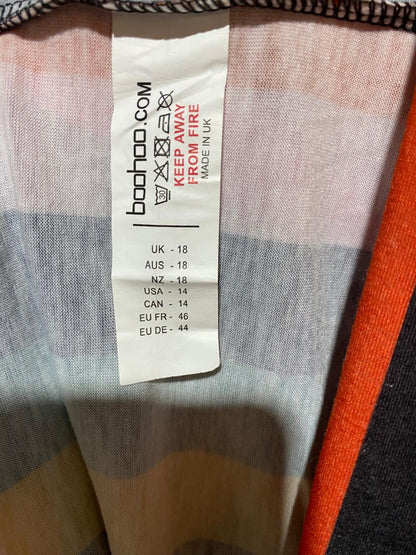 boohoo.COM
30
KEEP AWAY
FROM FIRE
MADE IN UK
UK - 18
AUS - 18
NZ - 18
USA - 14
CAN - 14
EU FR - 46
EU DE - 44